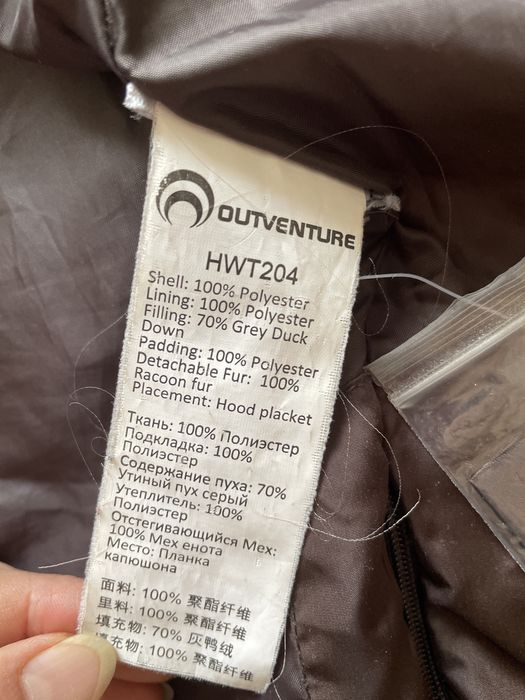 OUTVENTURE
HWT204
Shell: 100% Polyester
Lining: 100% Polyester
Filling: 70% Grey Duck
Down
Padding: 100% Polyester
Detachable Fur: 100%
Racoon fur
Placement: Hood placket
Ткань: 100% Полиэстер
Подкладка: 100%
Полиэстер
Содержание пуха: 70%
Утиный пух серый
Утеплитель: 100%
Полиэстер
Отстегивающийся Мех:
100% Мех енота
Место: Планка
капюшона
面料: 100% 聚酯纤维
里料: 100% 聚酯纤维
填充物: 70% 灰鸭绒
填充物: 100% 聚酯纤维